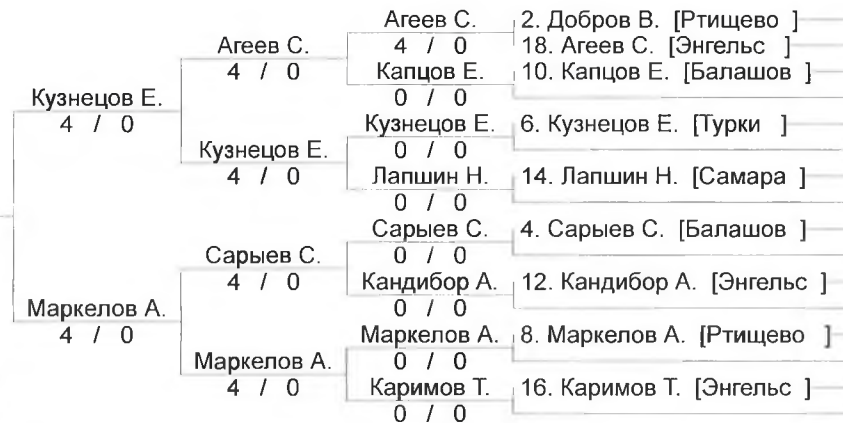 Агеев С. 2. Добров В. [Ртищево ]
Агеев С. 4 / 0 18. Агеев С. [Энгельс ]
4 / 0 Капцов Е. 10. Капцов Е. [Балашов ]
Кузнецов Е. 0 / 0
4 / 0 Кузнецов Е. 6. Кузнецов Е. [Турки ]
Кузнецов Е. 0 / 0
4 / 0 Лапшин Н. 14. Лапшин Н. [Самара ]
0 / 0
Сарыев С. 4. Сарыев С. [Балашов ]
Сарыев С. 0 / 0
4 / 0 Кандибор А. 12. Кандибор А. [Энгельс ]
Маркелов А. 0 / 0
4 / 0 Маркелов А. 8. Маркелов А. [Ртищево ]
Маркелов А. 0 / 0
4 / 0 Каримов Т. 16. Каримов Т. [Энгельс ]
0 / 0